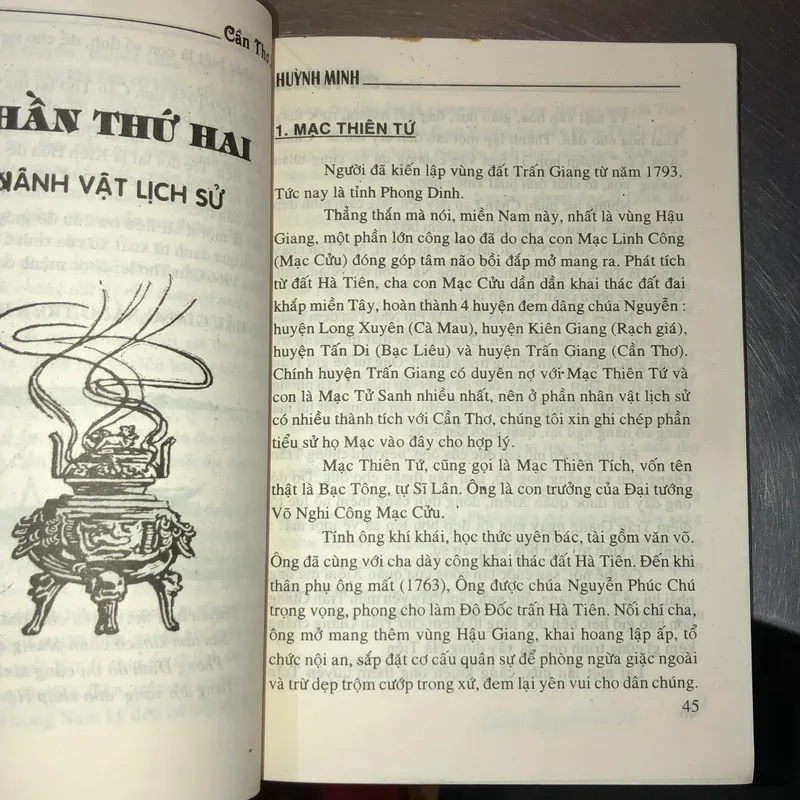 Cần Thơ
HẦN THỨ HAI
NHÂN VẬT LỊCH SỬ
HUỲNH MINH
1. MẠC THIÊN TỨ
Người đã kiến lập vùng đất Trấn Giang từ năm 1793.
Tức nay là tỉnh Phong Dinh.
Thẳng thắn mà nói, miền Nam này, nhất là vùng Hậu
Giang, một phần lớn công lao đã do cha con Mạc Linh Công
(Mạc Cửu) đóng góp tâm não bồi đắp mở mang ra. Phát tích
từ đất Hà Tiên, cha con Mạc Cửu dần dần khai thác đất đai
khắp miền Tây, hoàn thành 4 huyện đem dâng chúa Nguyễn :
huyện Long Xuyên (Cà Mau), huyện Kiên Giang (Rạch giá),
huyện Tấn Di (Bạc Liêu) và huyện Trấn Giang (Cần Thơ).
Chính huyện Trấn Giang có duyên nợ với Mạc Thiên Tứ và
con là Mạc Tử Sanh nhiều nhất, nên ở phần nhân vật lịch sử
có nhiều thành tích với Cần Thơ, chúng tôi xin ghi chép phần
tiểu sử họ Mạc vào đây cho hợp lý.
Mạc Thiên Tứ, cũng gọi là Mạc Thiên Tích, vốn tên
thật là Bạc Tông, tự Sĩ Lân. Ông là con trưởng của Đại tướng
Võ Nghi Công Mạc Cửu.
Tính ông khí khái, học thức uyên bác, tài gồm văn võ.
Ông đã cùng với cha dày công khai thác đất Hà Tiên. Đến khi
thân phụ ông mất (1763), Ông được chúa Nguyễn Phúc Chú
trọng vọng, phong cho làm Đô Đốc trấn Hà Tiên. Nối chí cha,
ông mở mang thêm vùng Hậu Giang, khai hoang lập ấp, tổ
chức nội an, sắp đặt cơ cấu quân sự để phòng ngừa giặc ngoài
và trừ dẹp trộm cướp trong xứ, đem lại yên vui cho dân chúng.
45